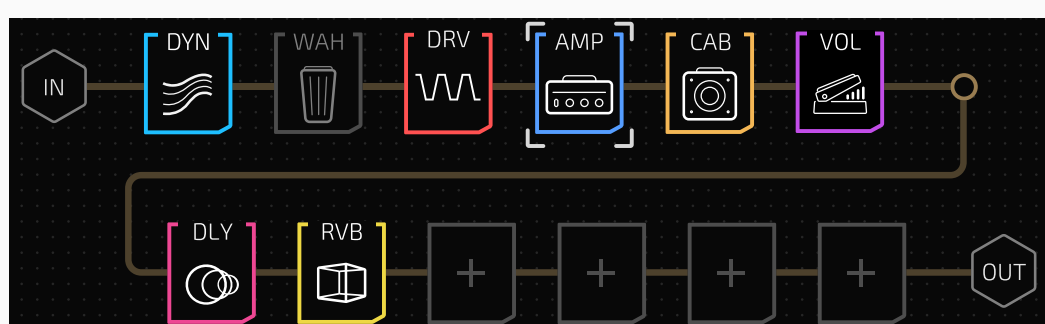 IN
DYN
WAH
DRV
AMP
CAB
VOL
DLY
RVB
OUT